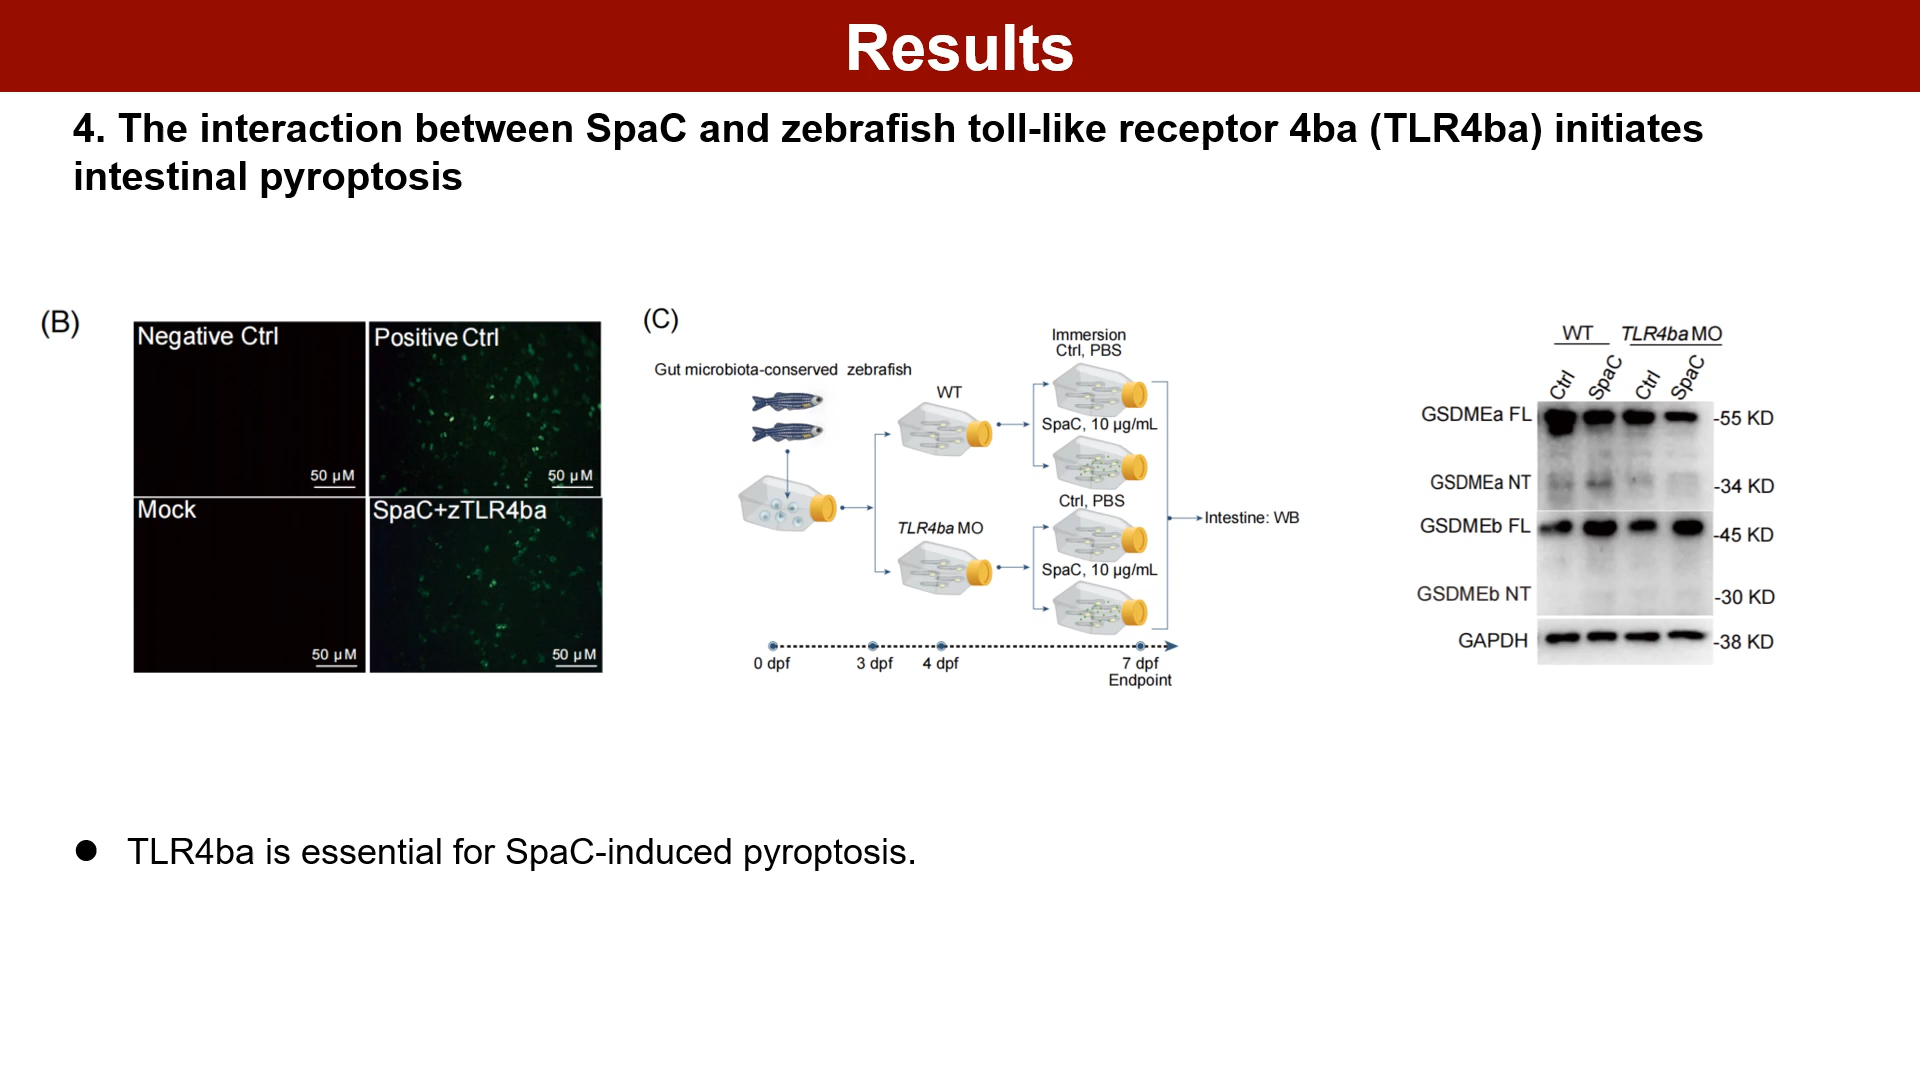 Results
4. The interaction between SpaC and zebrafish toll-like receptor 4ba (TLR4ba) initiates
intestinal pyroptosis
(B)
Negative Ctrl
50 µM
Positive Ctrl
50 µM
Mock
50 µM
SpaC+zTLR4ba
50 µM
(C)
Gut microbiota-conserved zebrafish
WT
TLR4ba MO
Immersion
Ctrl, PBS
SpaC, 10 µg/mL
Ctrl, PBS
SpaC, 10 µg/mL
Intestine: WB
0 dpf
3 dpf
4 dpf
7 dpf
Endpoint
WT
TLR4ba MO
Ctrl
SpaC
Ctrl
SpaC
GSDMEa FL
-55 KD
GSDMEa NT
-34 KD
GSDMEb FL
-45 KD
GSDMEb NT
-30 KD
GAPDH
-38 KD
● TLR4ba is essential for SpaC-induced pyroptosis.